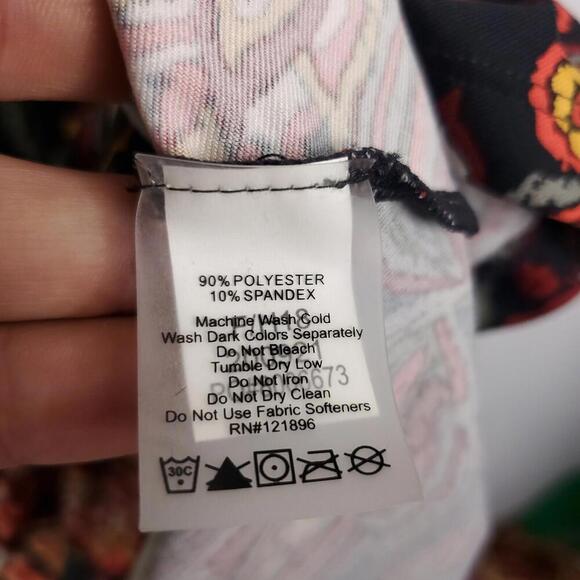 90% POLYESTER
10% SPANDEX
Machine Wash Cold
Wash Dark Colors Separately
Do Not Bleach
Tumble Dry Low
Do Not Iron
Do Not Dry Clean
Do Not Use Fabric Softeners
RN#121896
30C